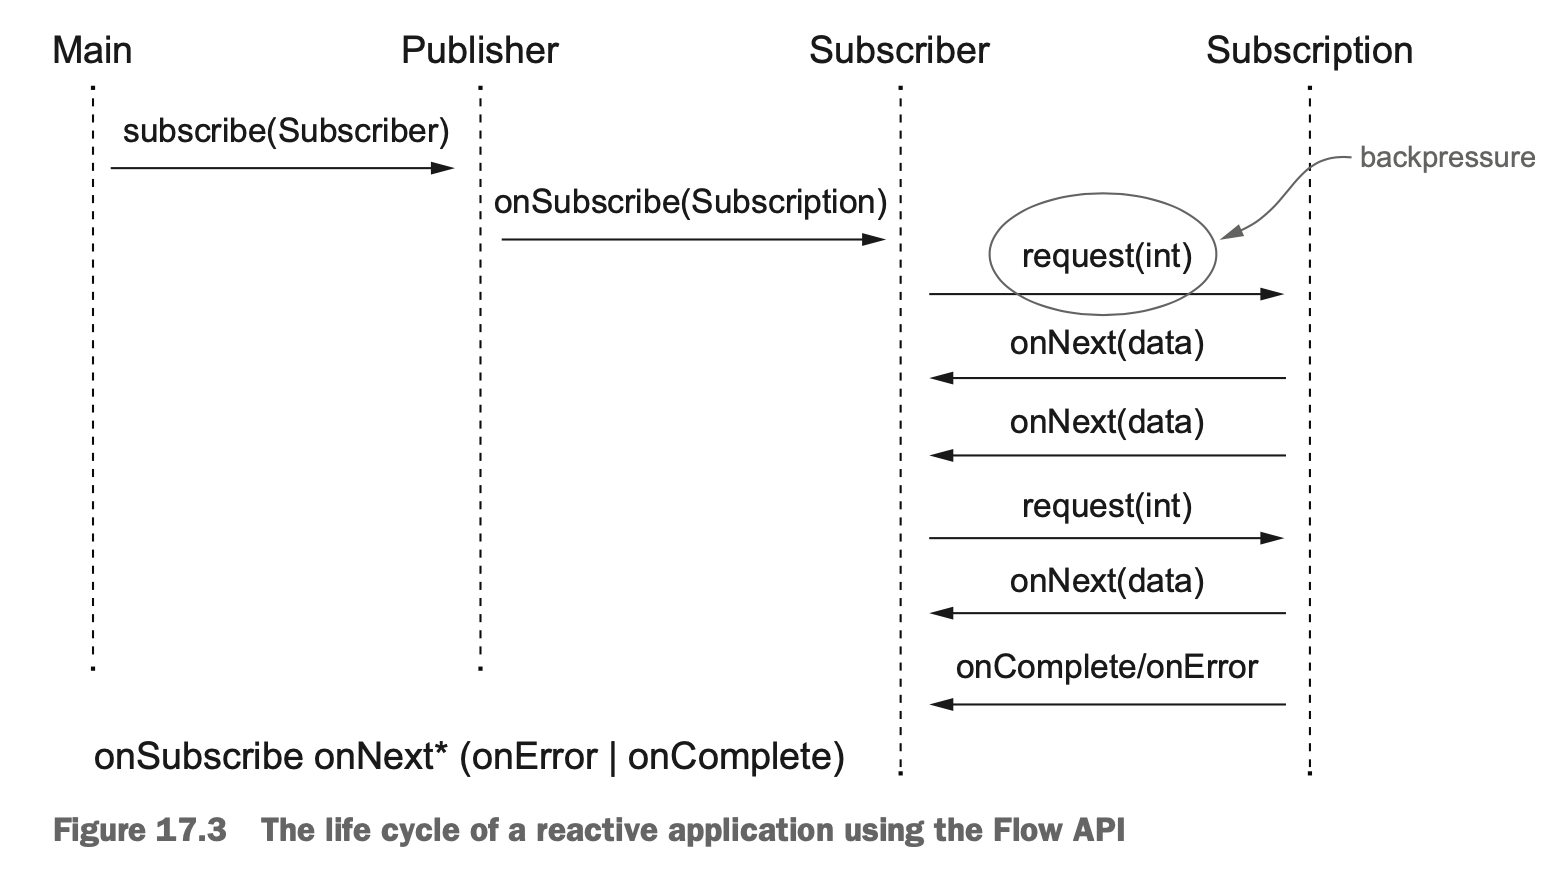 Main Publisher Subscriber Subscription
subscribe(Subscriber)
backpressure
onSubscribe(Subscription)
request(int)
onNext(data)
onNext(data)
request(int)
onNext(data)
onComplete/onError
onSubscribe onNext* (onError | onComplete)
Figure 17.3 The life cycle of a reactive application using the Flow API